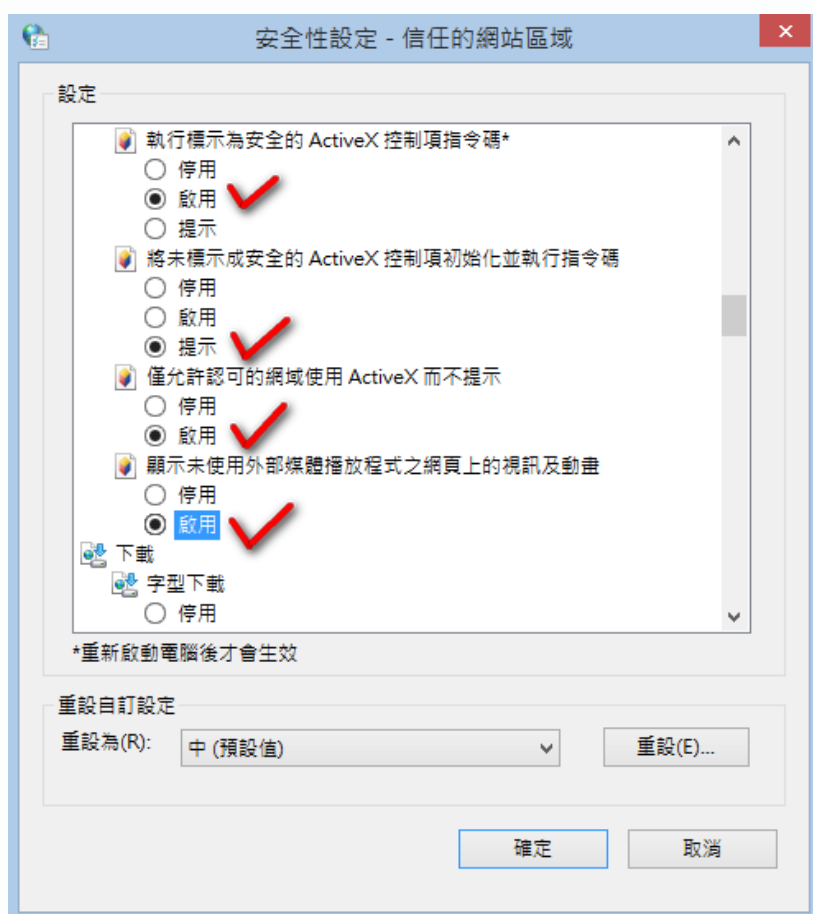 安全性設定 - 信任的網站區域
設定
執行標示為安全的 ActiveX 控制項指令碼*
停用
啟用
提示
將未標示成安全的 ActiveX 控制項初始化並執行指令碼
停用
啟用
提示
僅允許認可的網域使用 ActiveX 而不提示
停用
啟用
顯示未使用外部媒體播放程式之網頁上的視訊及動畫
停用
啟用
下載
字型下載
停用
*重新啟動電腦後才會生效
重設自訂設定
重設為(R): 中 (預設值) 重設(E)...
確定 取消